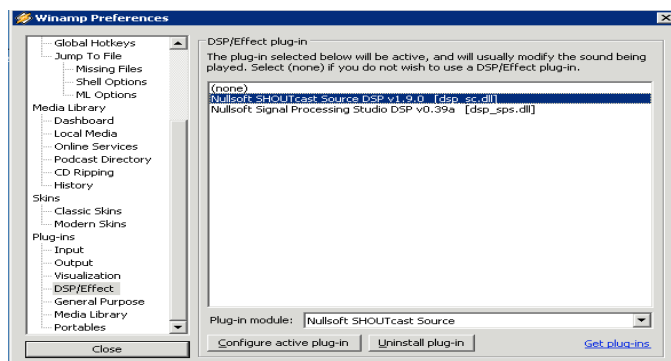 Winamp Preferences
Global Hotkeys
Jump To File
Missing Files
Shell Options
ML Options
Media Library
Dashboard
Local Media
Online Services
Podcast Directory
CD Ripping
History
Skins
Classic Skins
Modern Skins
Plug-ins
Input
Output
Visualization
DSP/Effect
General Purpose
Media Library
Portables
Close
DSP/Effect plug-in
The plug-in selected below will be active, and will usually modify the sound being
played. Select (none) if you do not wish to use a DSP/Effect plug-in.
(none)
Nullsoft SHOUTcast Source DSP v1.9.0 [dsp_sc.dll]
Nullsoft Signal Processing Studio DSP v0.39a [dsp_sps.dll]
Plug-in module: Nullsoft SHOUTcast Source
Configure active plug-in Uninstall plug-in Get plug-ins